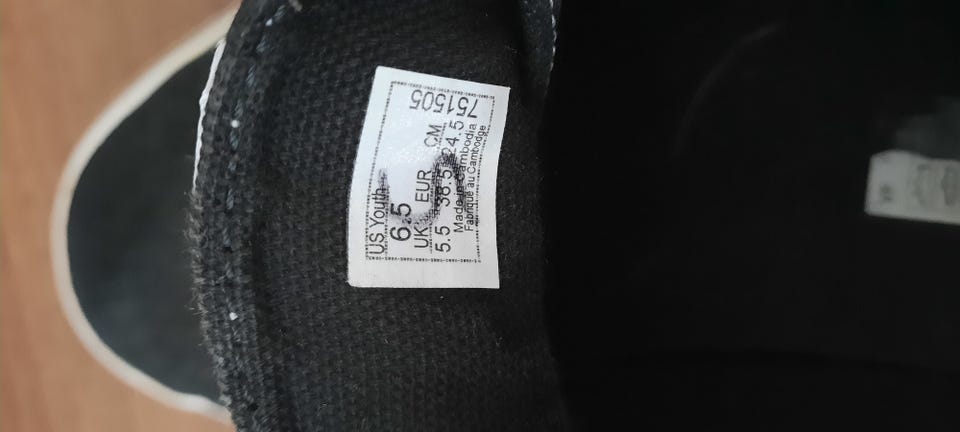 US Youth
6.5
UK EUR CM
5.5 38.5 24.5
Made in Cambodia
Fabriqué au Cambodge
751505